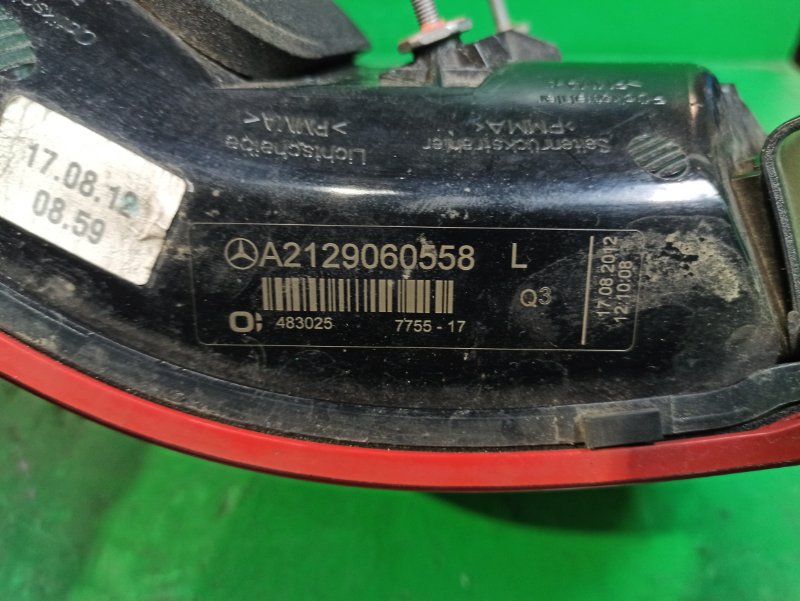 17.08.12
08.59
Lichtscheibe
>PMMA<
Seitenrückstrahler
>PMMA<
A2129060558 L
483025 7755 - 17
Q3
17.08.2012
12:10:08